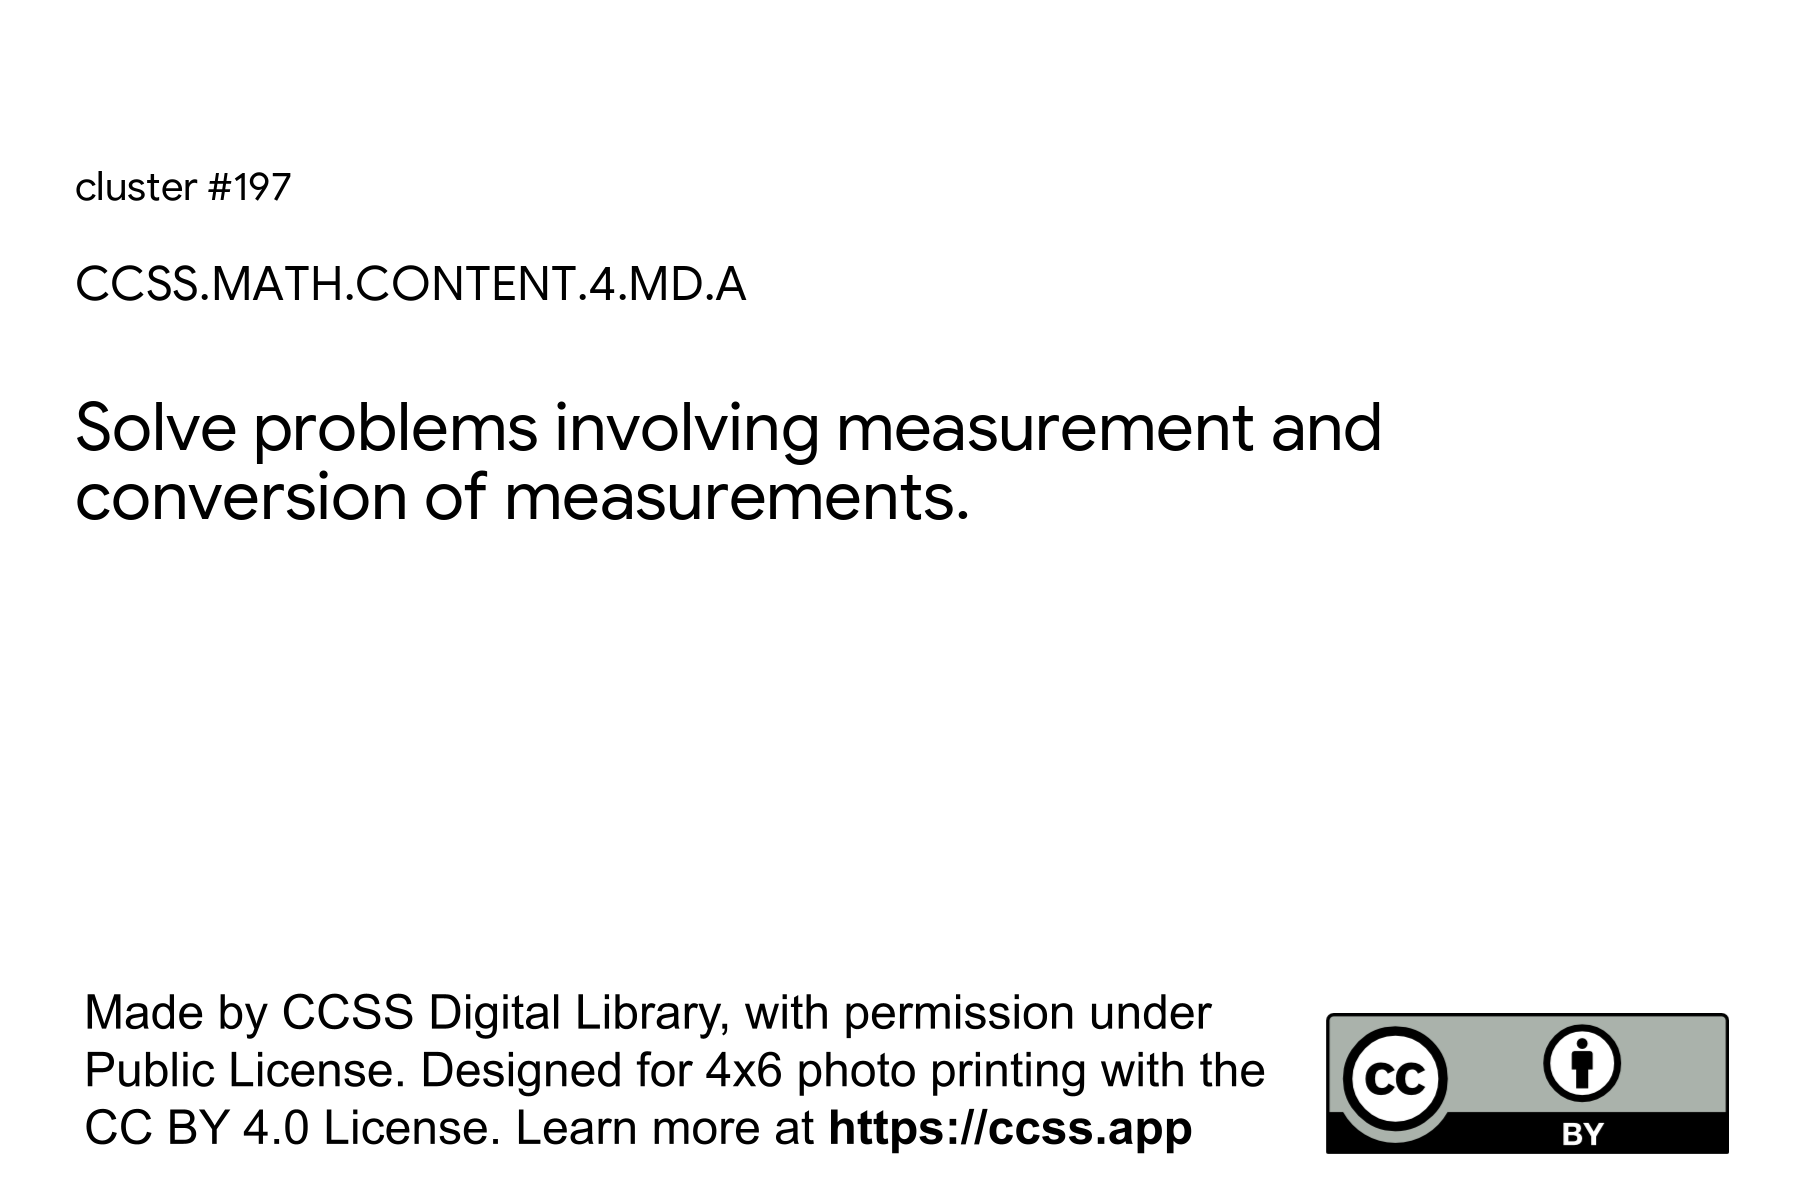 cluster #197
CCSS.MATH.CONTENT.4.MD.A
Solve problems involving measurement and
conversion of measurements.
Made by CCSS Digital Library, with permission under
Public License. Designed for 4x6 photo printing with the
CC BY 4.0 License. Learn more at https://ccss.app
CC
BY